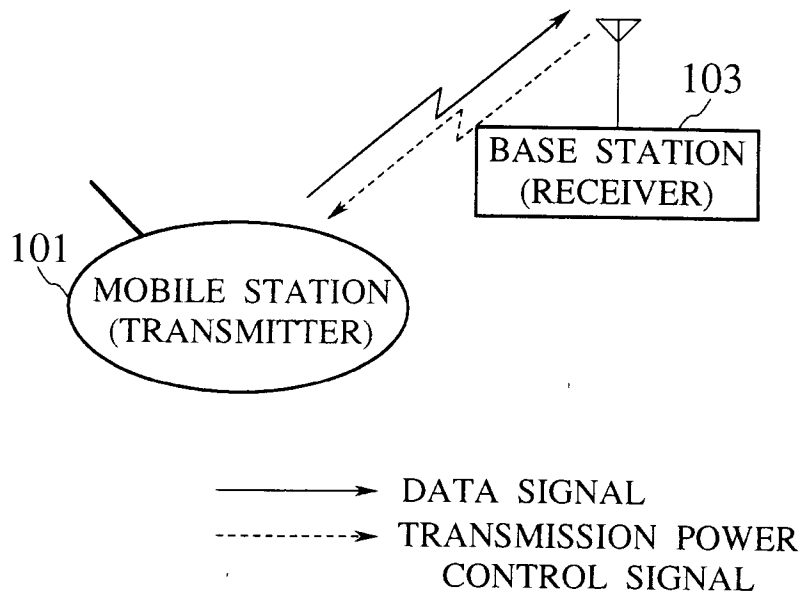 103
BASE STATION
(RECEIVER)
101
MOBILE STATION
(TRANSMITTER)
DATA SIGNAL
TRANSMISSION POWER
CONTROL SIGNAL